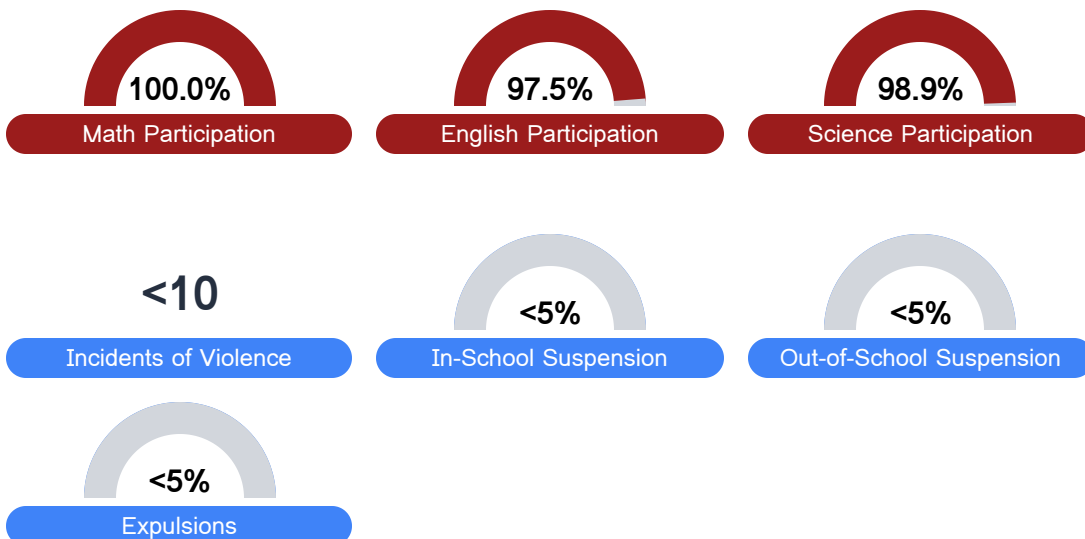 100.0%
97.5%
98.9%
Math Participation
English Participation
Science Participation
<10
<5%
<5%
Incidents of Violence
In-School Suspension
Out-of-School Suspension
<5%
Expulsions